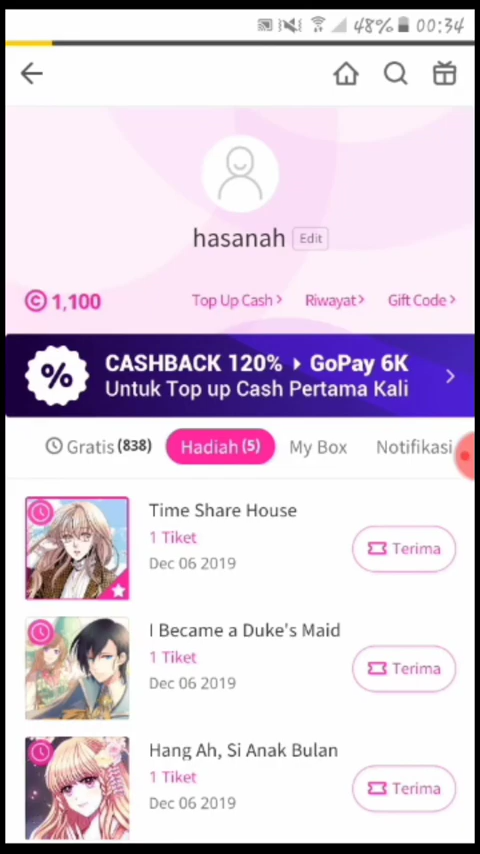 48% 00:34
hasanah Edit
C 1,100 Top Up Cash > Riwayat > Gift Code >
% CASHBACK 120% ▸ GoPay 6K
Untuk Top up Cash Pertama Kali
Gratis (838) Hadiah (5) My Box Notifikasi
Time Share House
1 Tiket
Dec 06 2019
Terima
I Became a Duke's Maid
1 Tiket
Dec 06 2019
Terima
Hang Ah, Si Anak Bulan
1 Tiket
Dec 06 2019
Terima